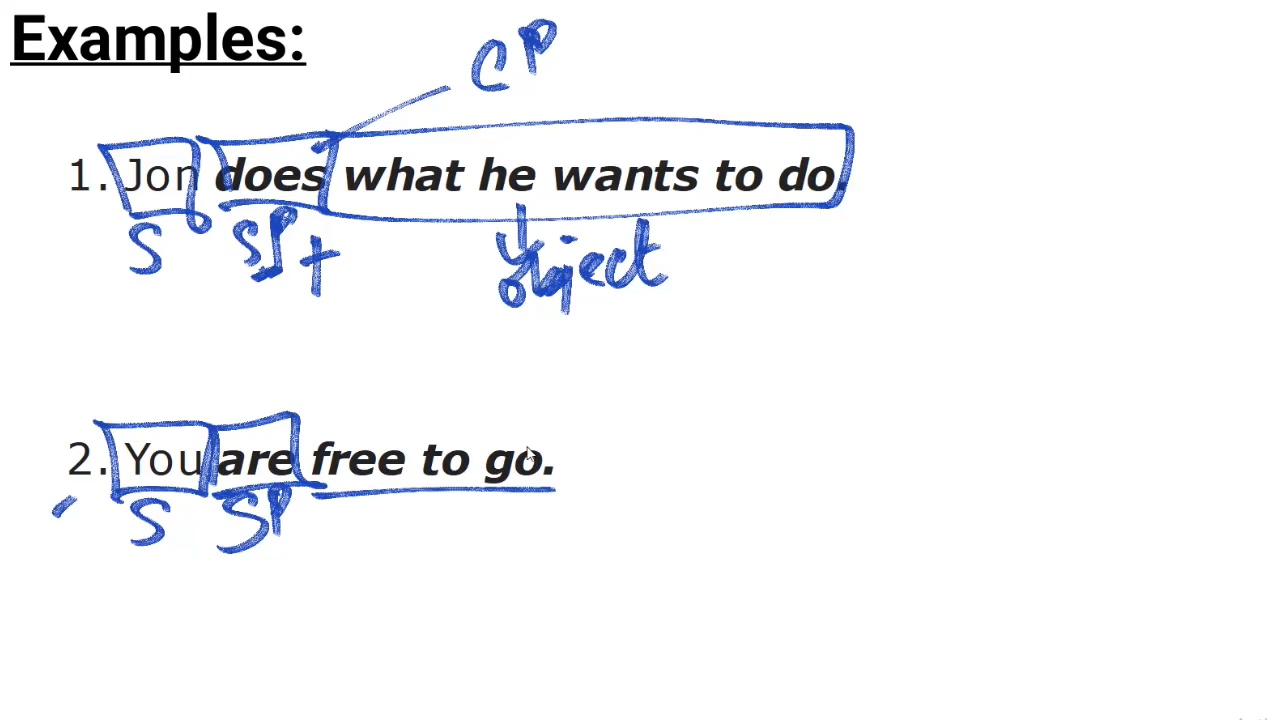 Examples:
CP
1. Jon does what he wants to do.
S SP + object
2. You are free to go.
S SP